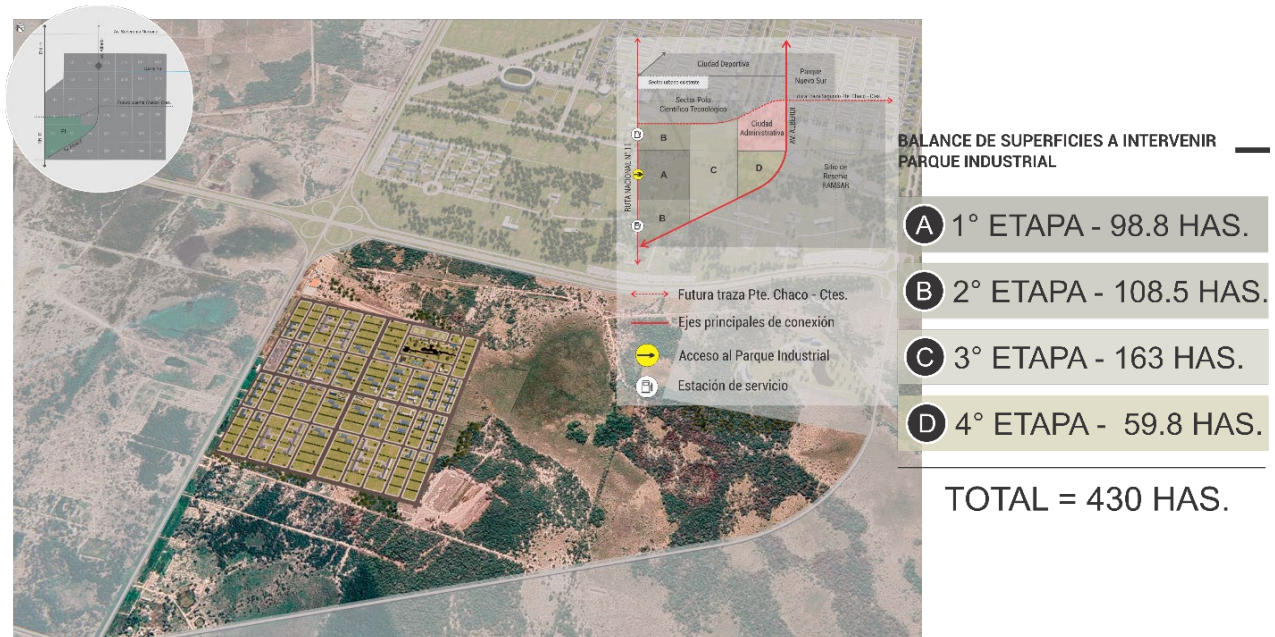 Ciudad Deportiva
Parque
Nuevo Sur
Sector urbano existente
Sector Polo
Científico Tecnológico
Ciudad
Administrativa
RUTA NACIONAL N° 11
B
A
C
D
B
Sitio de
Reserva
RAMSAR
Futura traza Pte. Chaco - Ctes.
Ejes principales de conexión
Acceso al Parque Industrial
Estación de servicio
BALANCE DE SUPERFICIES A INTERVENIR
PARQUE INDUSTRIAL
A 1° ETAPA - 98.8 HAS.
B 2° ETAPA - 108.5 HAS.
C 3° ETAPA - 163 HAS.
D 4° ETAPA - 59.8 HAS.
TOTAL = 430 HAS.